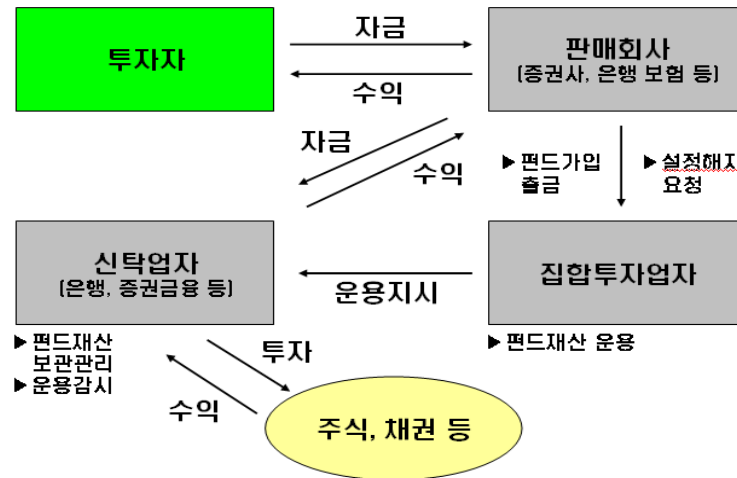 자금
투자자
판매회사
(증권사, 은행 보험 등)
수익
자금
수익
▶ 펀드가입
출금
▶ 설정해지
요청
신탁업자
(은행, 증권금융 등)
운용지시
집합투자업자
▶ 펀드재산
보관관리
▶ 운용감시
▶ 펀드재산 운용
투자
수익
주식, 채권 등